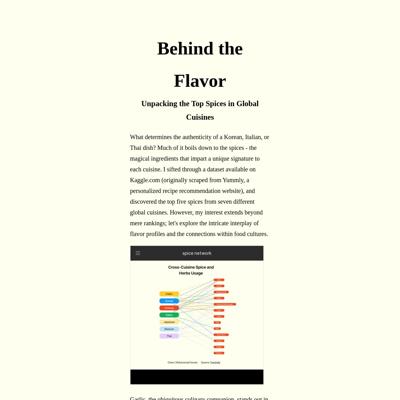 Behind the
Flavor
Unpacking the Top Spices in Global
Cuisines
What determines the authenticity of a Korean, Italian, or
Thai dish? Much of it boils down to the spices - the
magical ingredients that impart a unique signature to
each cuisine. I sifted through a dataset available on
Kaggle.com (originally scraped from Yummly, a
personalized recipe recommendation website), and
discovered the top five spices from seven different
global cuisines. However, my interest extends beyond
mere rankings; let's explore the intricate interplay of
flavor profiles and the connections within food cultures.
spice network
Cross-Cuisine Spice and
Herbs Usage
Thai
Garlic, the ubiquitous culinary companion, stands out in